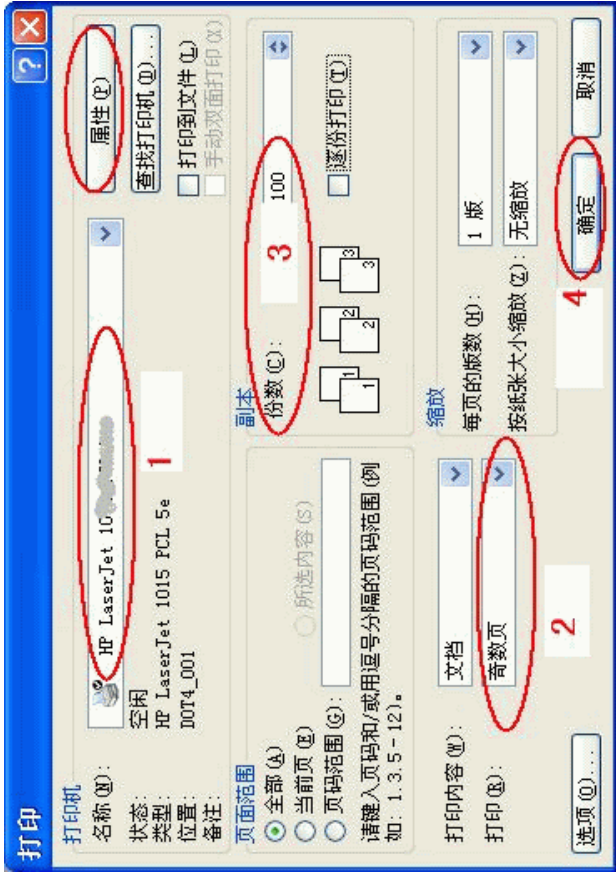 打印
打印机
名称(N):
HP LaserJet 10
属性(P)
1
状态:
空闲
查找打印机(D)...
类型:
HP LaserJet 1015 PCL 5e
打印到文件(L)
位置:
DOT4_001
手动双面打印(X)
备注:
页面范围
全部(A)
当前页(E)
所选内容(S)
页码范围(G):
请键入页码和/或用逗号分隔的页码范围(例
如: 1.3.5-12)。
副本
份数(C):
100
3
1
1
2
2
3
3
逐份打印(T)
打印内容(W):
文档
打印(R):
奇数页
2
缩放
每页的版数(H):
1 版
按纸张大小缩放(Z):
无缩放
4
选项(O)...
确定
取消